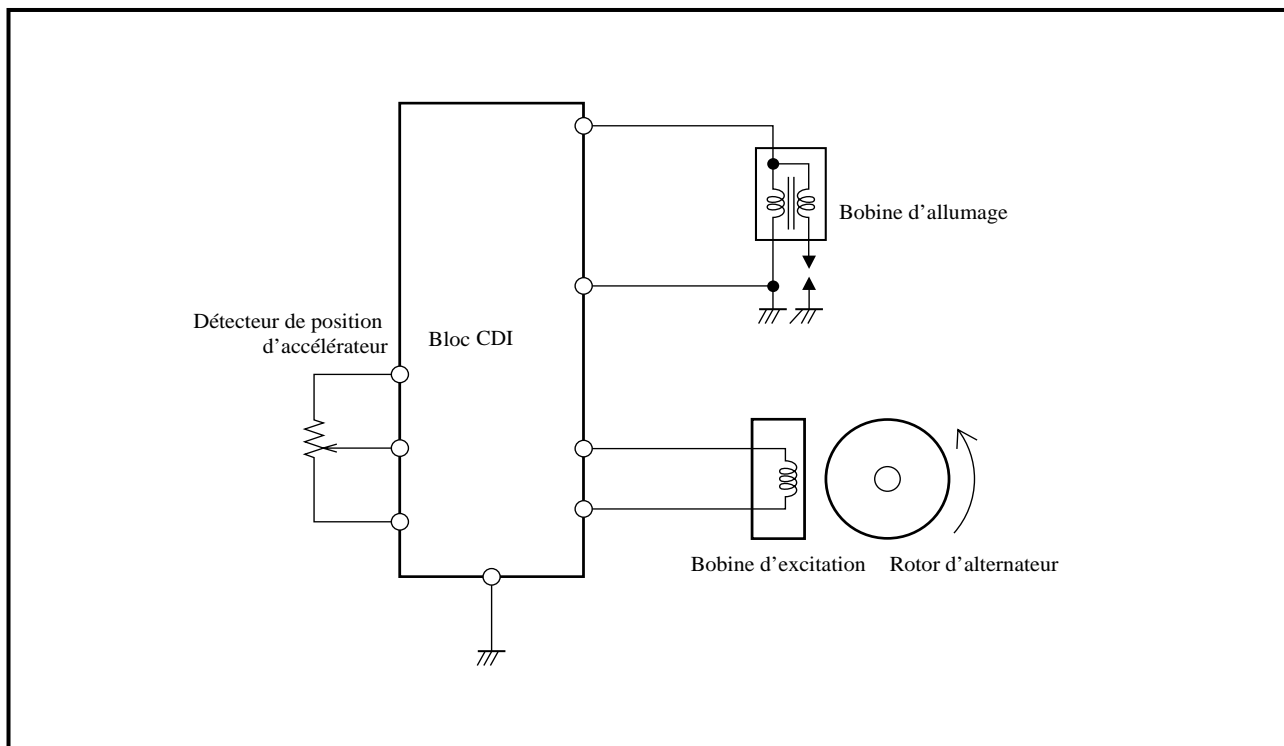 Bobine d’allumage
Détecteur de position
d’accélérateur
Bloc CDI
Bobine d’excitation
Rotor d’alternateur